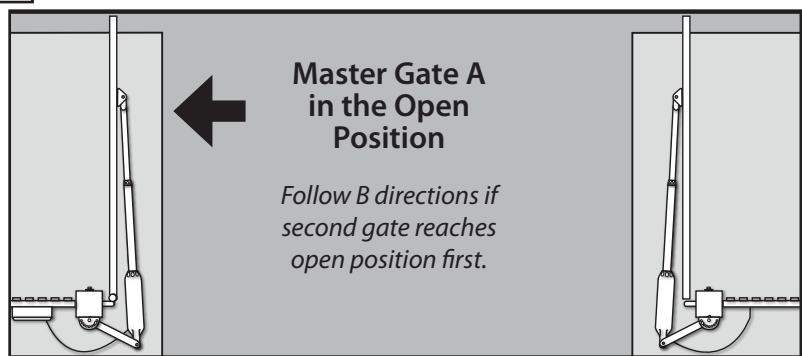 Master Gate A
in the Open
Position
Follow B directions if
second gate reaches
open position first.